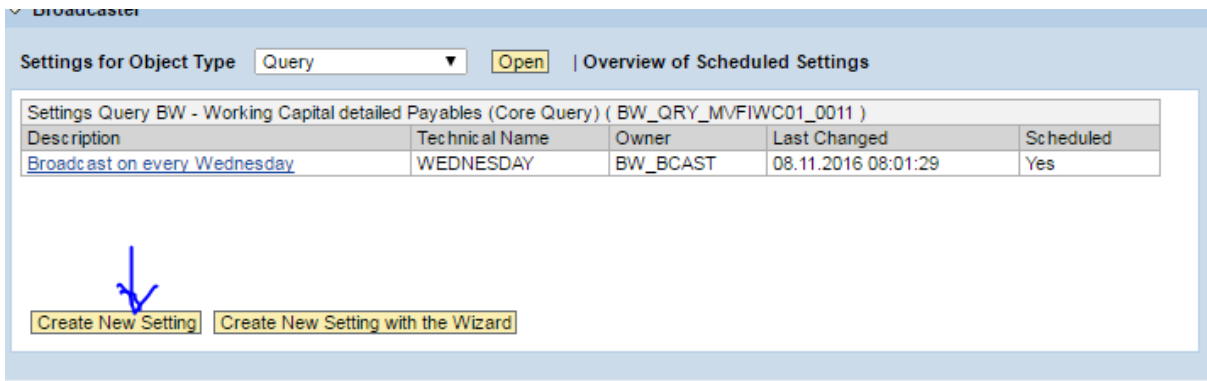 Broadcaster
Settings for Object Type Query Open | Overview of Scheduled Settings
Settings Query BW - Working Capital detailed Payables (Core Query) ( BW_QRY_MVFIWC01_0011 )
Description Technical Name Owner Last Changed Scheduled
Broadcast on every Wednesday WEDNESDAY BW_BCAST 08.11.2016 08:01:29 Yes
Create New Setting Create New Setting with the Wizard